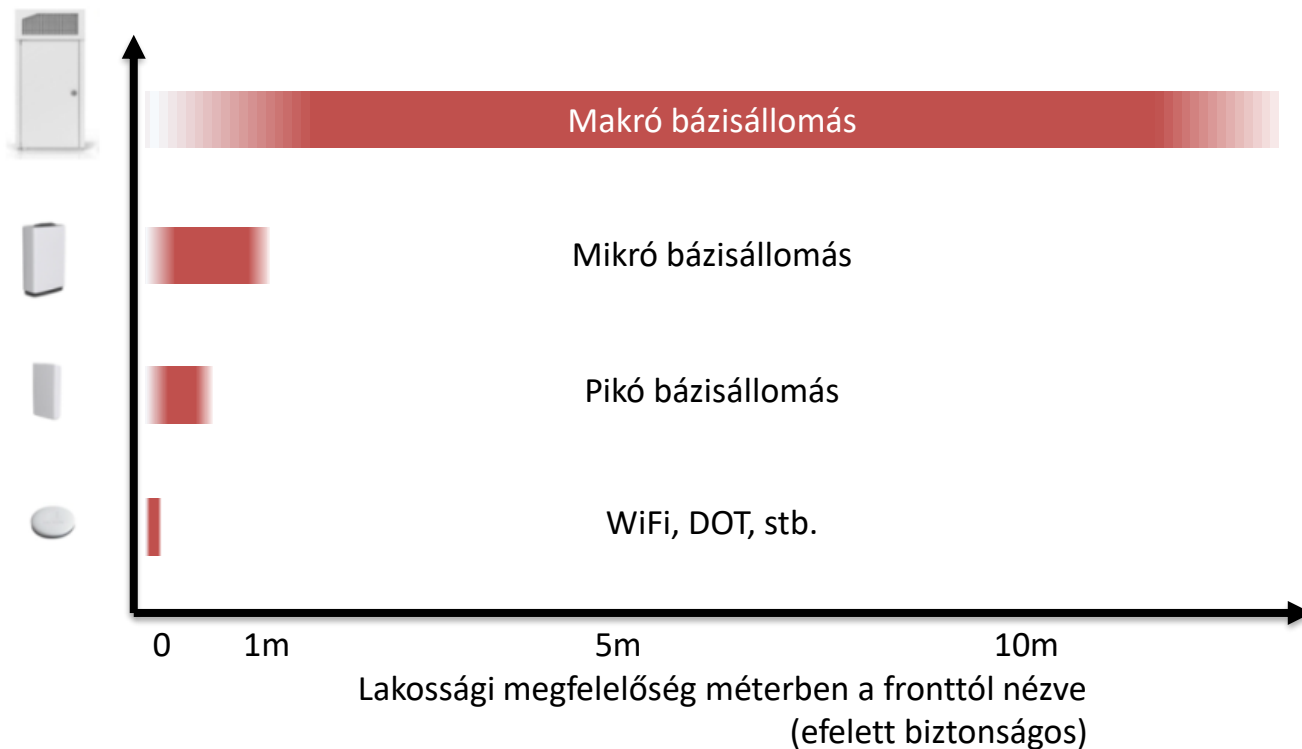 Makró bázisállomás
Mikró bázisállomás
Pikó bázisállomás
WiFi, DOT, stb.
0 1m 5m 10m
Lakossági megfelelőség méterben a fronttól nézve
(efelett biztonságos)